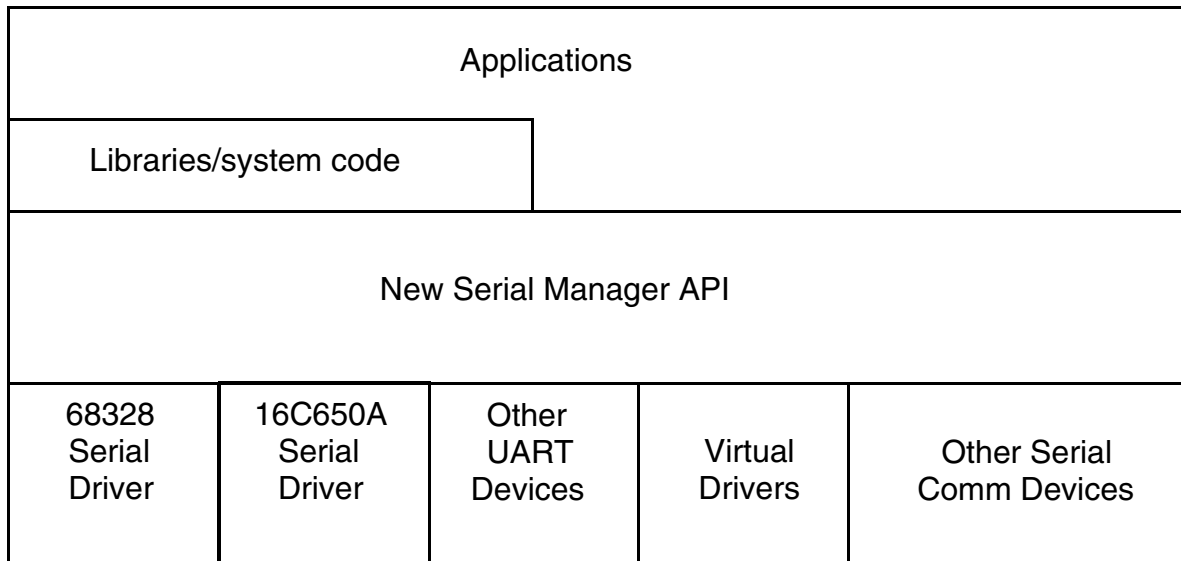 Applications
Libraries/system code
New Serial Manager API
68328
Serial
Driver
16C650A
Serial
Driver
Other
UART
Devices
Virtual
Drivers
Other Serial
Comm Devices